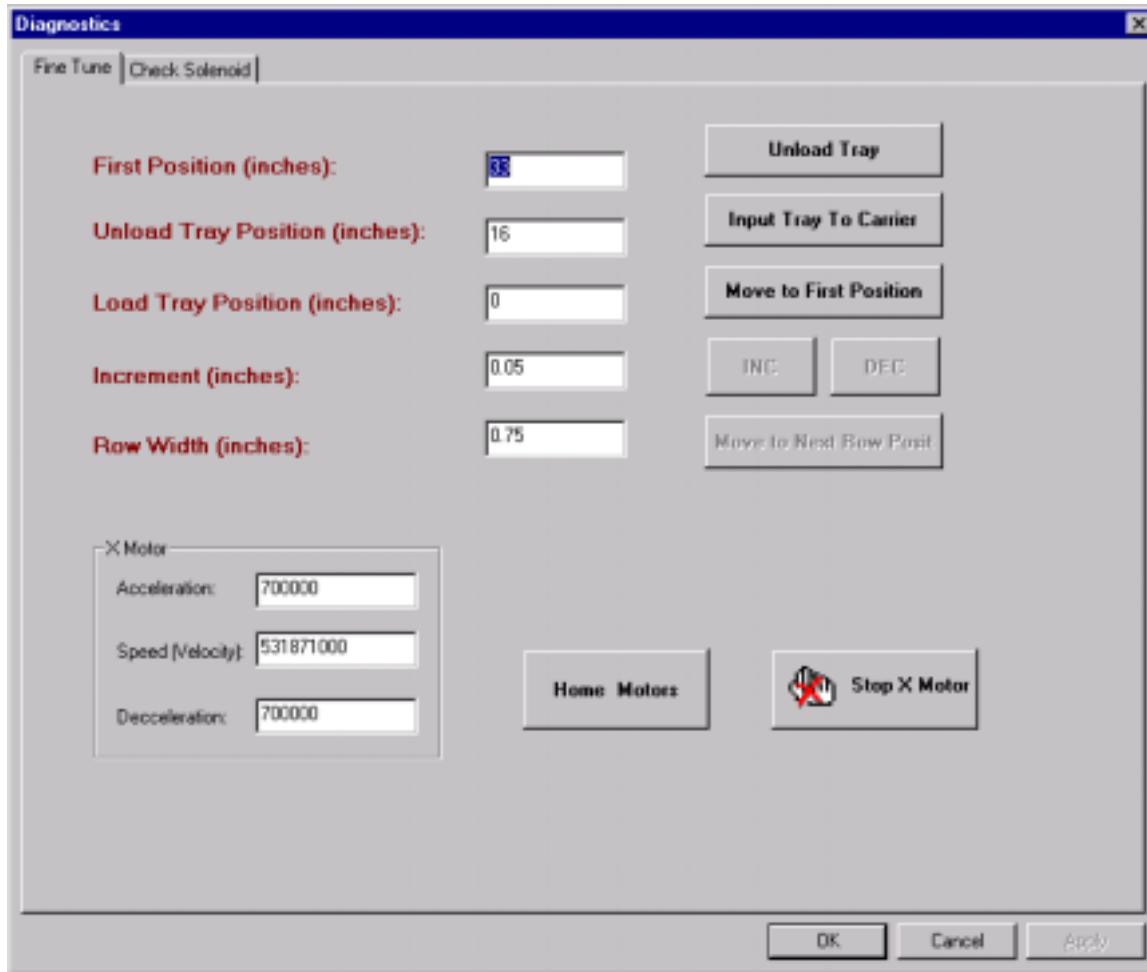 Diagnostics
Fine Tune
Check Solenoid
First Position (inches):
33
Unload Tray
Unload Tray Position (inches):
16
Input Tray To Carrier
Load Tray Position (inches):
0
Move to First Position
Increment (inches):
0.05
INC
DEC
Row Width (inches):
0.75
Move to Next Row Posit
X Motor
Acceleration:
700000
Speed (Velocity):
531871000
Decceleration:
700000
Home Motors
Stop X Motor
OK
Cancel
Apply